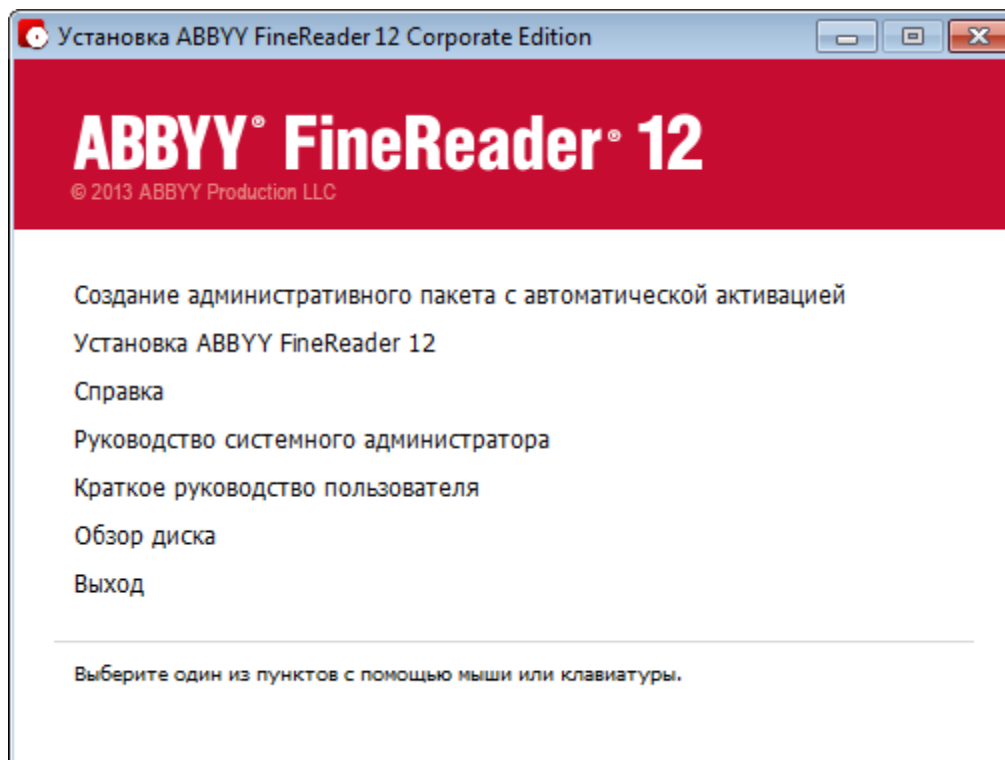 Установка ABBYY FineReader 12 Corporate Edition
ABBYY® FineReader® 12
© 2013 ABBYY Production LLC
Создание административного пакета с автоматической активацией
Установка ABBYY FineReader 12
Справка
Руководство системного администратора
Краткое руководство пользователя
Обзор диска
Выход
Выберите один из пунктов с помощью мыши или клавиатуры.